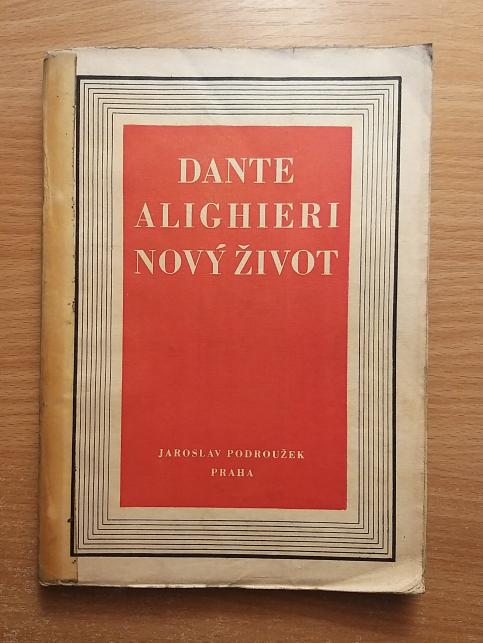 DANTE
ALIGHIERI
NOVÝ ŽIVOT
JAROSLAV PODROUŽEK
PRAHA